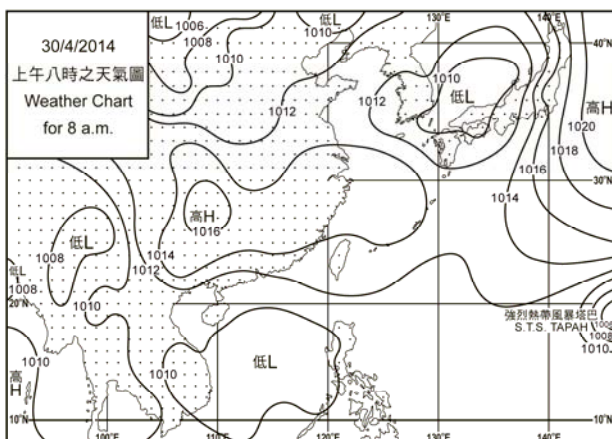 30/4/2014
上午八時之天氣圖
Weather Chart
for 8 a.m.
低L
1006
1008
1010
低L
1010
130°E
140°E
40°N
1010
低L
1012
1012
高H
1020
1018
1016
1014
30°N
高H
1016
1014
1012
低L
1008
低L
1008
1010
20°N
強烈熱帶風暴塔巴
S.T.S. TAPAH
1008
1010
1010
高
H
1010
低L
10°N
100°E
110°E
120°E
130°E
140°E
10°N